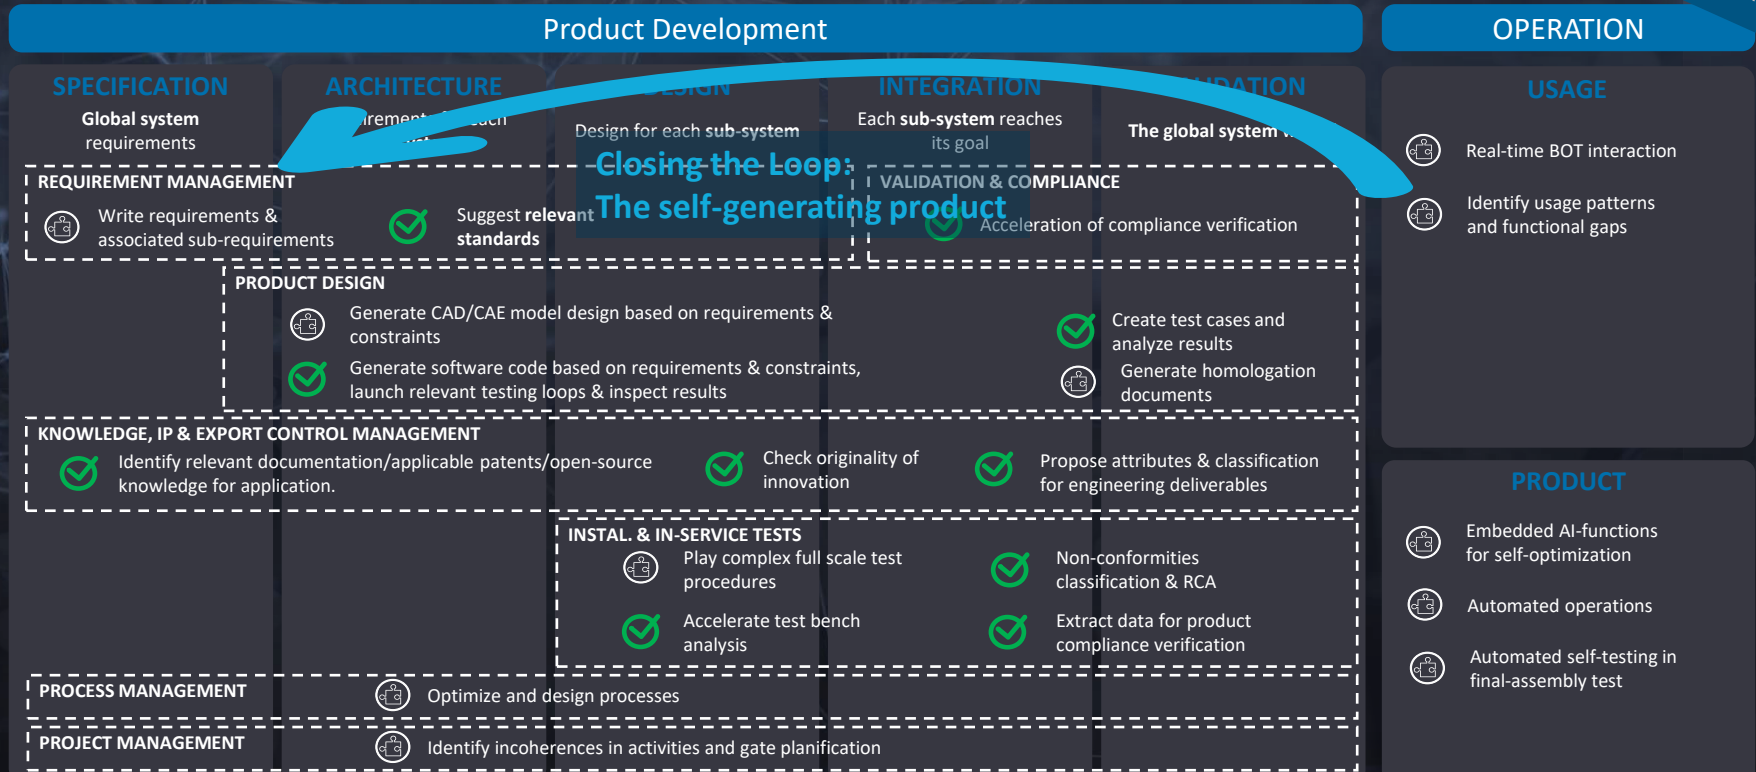 Product Development
OPERATION
SPECIFICATION
Global system
requirements
ARCHITECTURE
Design for each sub-system
INTEGRATION
Each sub-system reaches
its goal
The global system
Closing the Loop:
The self-generating product
REQUIREMENT MANAGEMENT
Write requirements &
associated sub-requirements
Suggest relevant
standards
VALIDATION & COMPLIANCE
Acceleration of compliance verification
PRODUCT DESIGN
Generate CAD/CAE model design based on requirements &
constraints
Generate software code based on requirements & constraints,
launch relevant testing loops & inspect results
Create test cases and
analyze results
Generate homologation
documents
KNOWLEDGE, IP & EXPORT CONTROL MANAGEMENT
Identify relevant documentation/applicable patents/open-source
knowledge for application.
Check originality of
innovation
Propose attributes & classification
for engineering deliverables
INSTAL. & IN-SERVICE TESTS
Play complex full scale test
procedures
Non-conformities
classification & RCA
Accelerate test bench
analysis
Extract data for product
compliance verification
PROCESS MANAGEMENT
Optimize and design processes
PROJECT MANAGEMENT
Identify incoherences in activities and gate planification
USAGE
Real-time BOT interaction
Identify usage patterns
and functional gaps
PRODUCT
Embedded AI-functions
for self-optimization
Automated operations
Automated self-testing in
final-assembly test